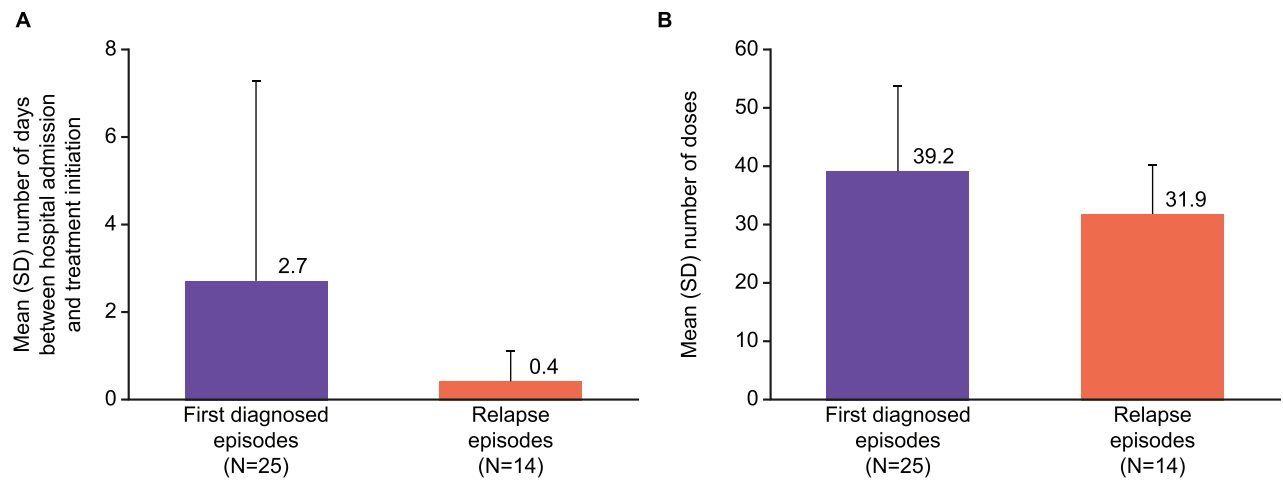 A
Mean (SD) number of days
between hospital admission
and treatment initiation
8
6
4
2
0
2.7
0.4
First diagnosed
episodes
(N=25)
Relapse
episodes
(N=14)
B
Mean (SD) number of doses
60
50
40
30
20
10
0
39.2
31.9
First diagnosed
episodes
(N=25)
Relapse
episodes
(N=14)